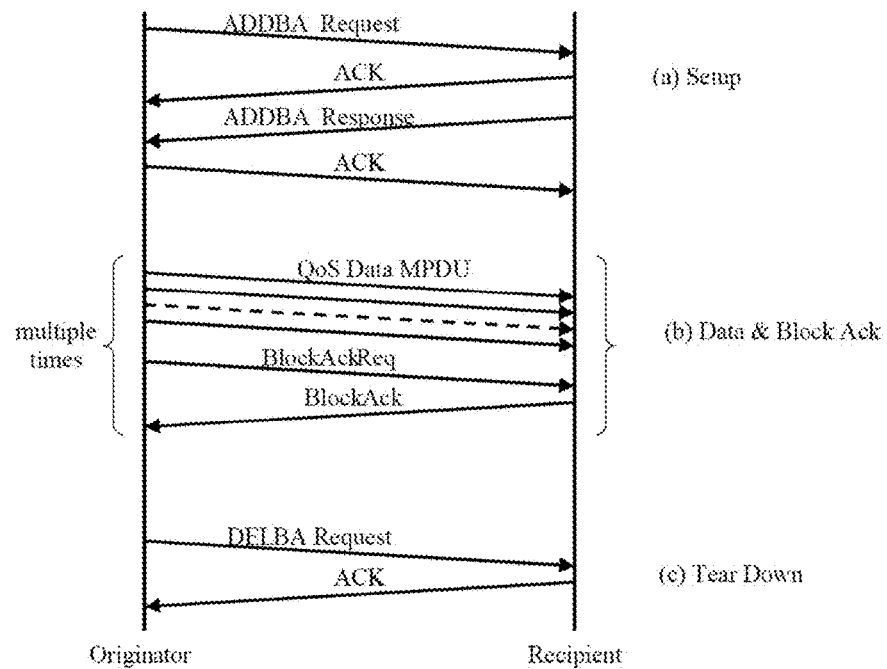 ADDBA Request
ACK
(a) Setup
ADDBA Response
ACK
QoS Data MPDU
multiple
times
(b) Data & Block Ack
BlockAckReq
BlockAck
DELBA Request
ACK
(c) Tear Down
Originator
Recipient